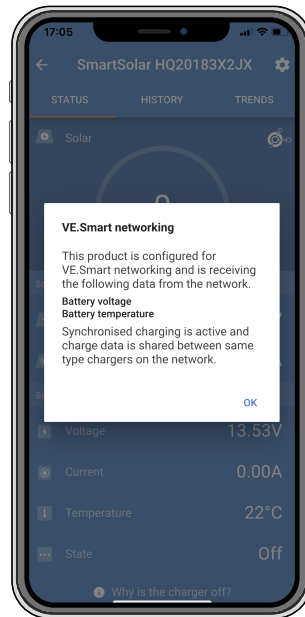 17:05
SmartSolar HQ20183X2JX
STATUS HISTORY TRENDS
Solar
VE.Smart networking
This product is configured for
VE.Smart networking and is receiving
the following data from the network.
Battery voltage
Battery temperature
Synchronised charging is active and
charge data is shared between same
type chargers on the network.
OK
Voltage 13.53V
Current 0.00A
Temperature 22°C
State Off
Why is the charger off?